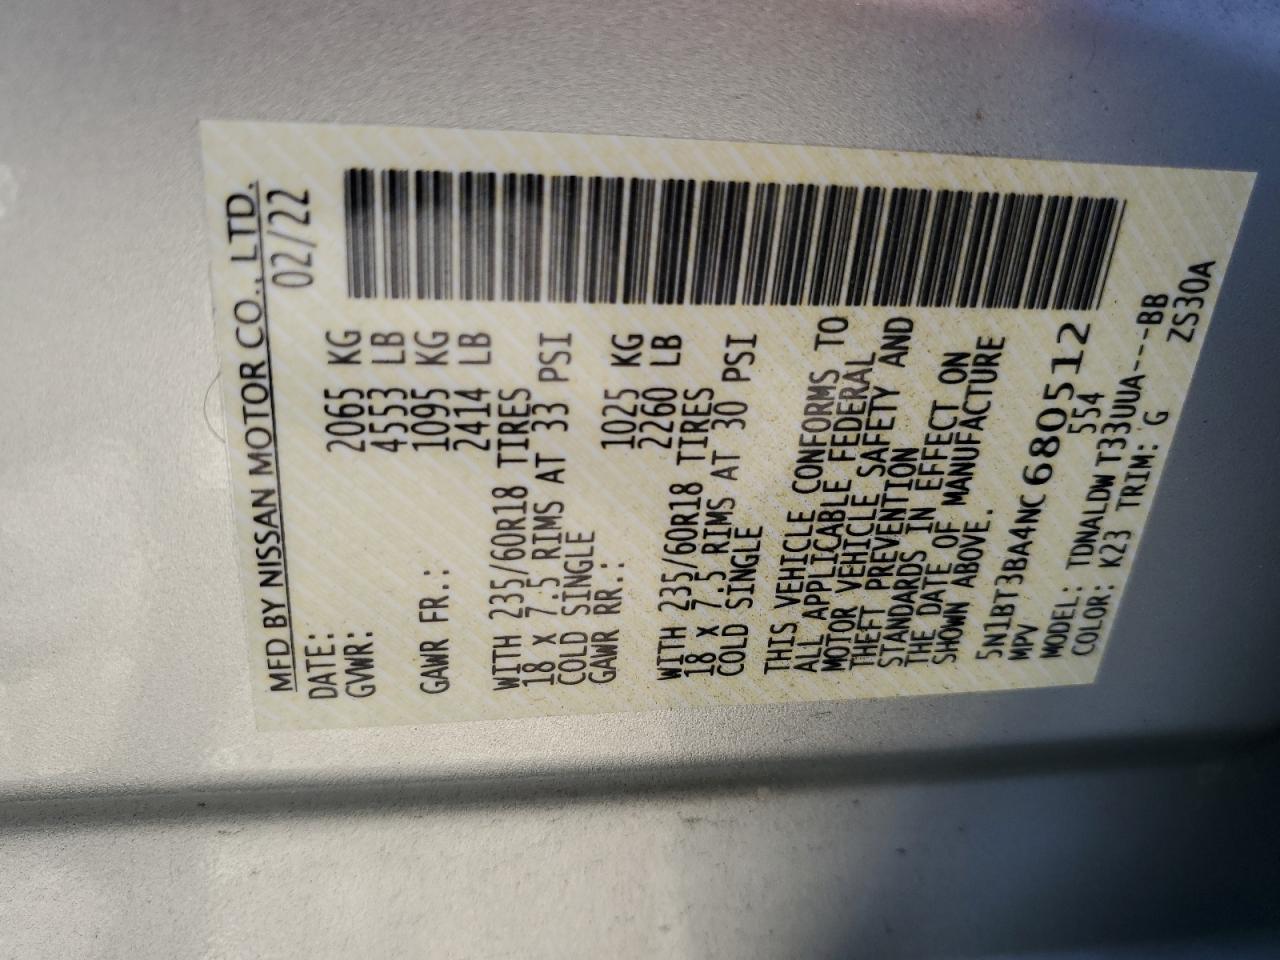 MFD BY NISSAN MOTOR CO., LTD.
DATE: 02/22
GVWR: 2065 KG
4553 LB
GAWR FR.: 1095 KG
2414 LB
WITH 235/60R18 TIRES
18 X 7.5 RIMS AT 33 PSI
COLD SINGLE
GAWR RR.: 1025 KG
2260 LB
WITH 235/60R18 TIRES
18 X 7.5 RIMS AT 30 PSI
COLD SINGLE
THIS VEHICLE CONFORMS TO
ALL APPLICABLE FEDERAL
MOTOR VEHICLE SAFETY AND
THEFT PREVENTION
STANDARDS IN EFFECT ON
THE DATE OF MANUFACTURE
SHOWN ABOVE.
5N1BT3BA4NC680512
MPV 554
MODEL: TDNALDW T33UUA---BB
COLOR: K23 TRIM: G ZS30A